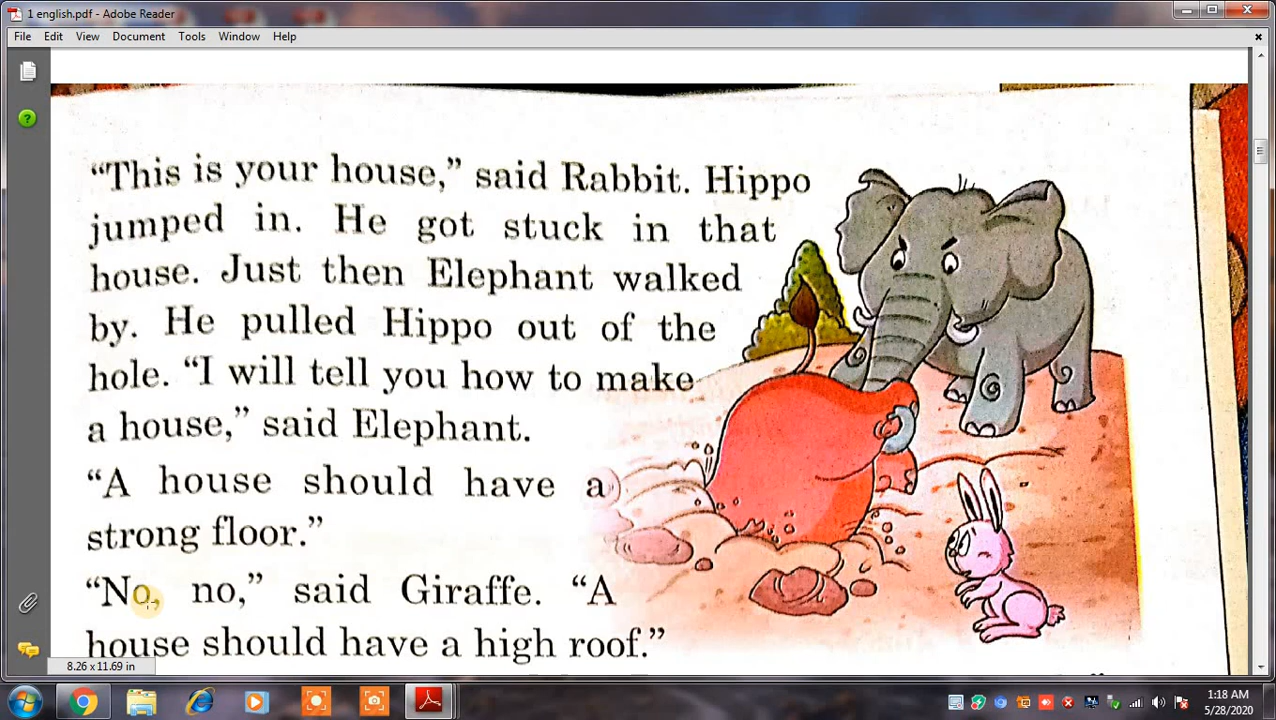 1 english.pdf - Adobe Reader
File Edit View Document Tools Window Help
“This is your house,” said Rabbit. Hippo
jumped in. He got stuck in that
house. Just then Elephant walked
by. He pulled Hippo out of the
hole. “I will tell you how to make
a house,” said Elephant.
“A house should have a
strong floor.”
“No, no,” said Giraffe. “A
house should have a high roof.”
8.26 x 11.69 in
1:18 AM
5/28/2020